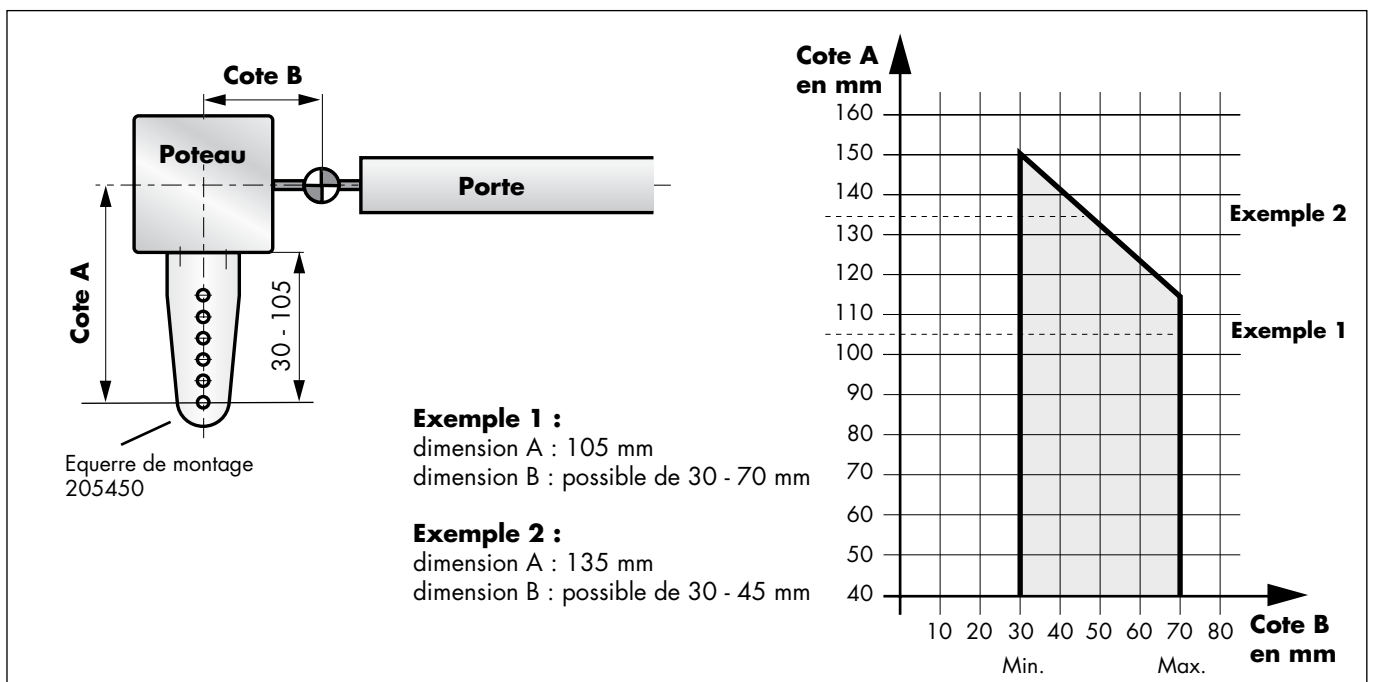 Cote B
Poteau
Porte
Cote A
30 - 105
Equerre de montage
205450
Exemple 1 :
dimension A : 105 mm
dimension B : possible de 30 - 70 mm
Exemple 2 :
dimension A : 135 mm
dimension B : possible de 30 - 45 mm
Cote A
en mm
160
150
140
130
120
110
100
90
80
70
60
50
40
Exemple 2
Exemple 1
10 20 30 40 50 60 70 80
Min. Max.
Cote B
en mm